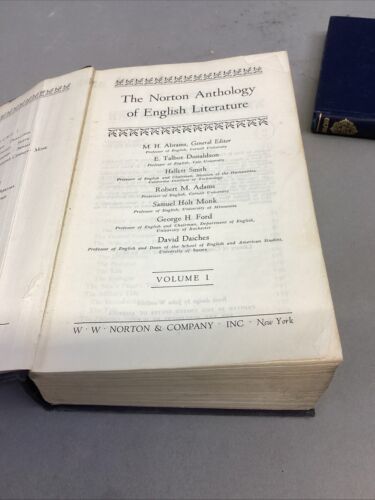 The Norton Anthology
of English Literature
M. H. Abrams, General Editor
Professor of English, Cornell University
E. Talbot Donaldson
Professor of English, Yale University
Hallett Smith
Professor of English and Chairman, Division of the Humanities,
California Institute of Technology
Robert M. Adams
Professor of English, Cornell University
Samuel Holt Monk
Professor of English, University of Minnesota
George H. Ford
Professor of English and Chairman, Department of English,
University of Rochester
David Daiches
Professor of English and Dean of the School of English and American Studies,
University of Sussex
VOLUME I
W · W · NORTON & COMPANY · INC · New York